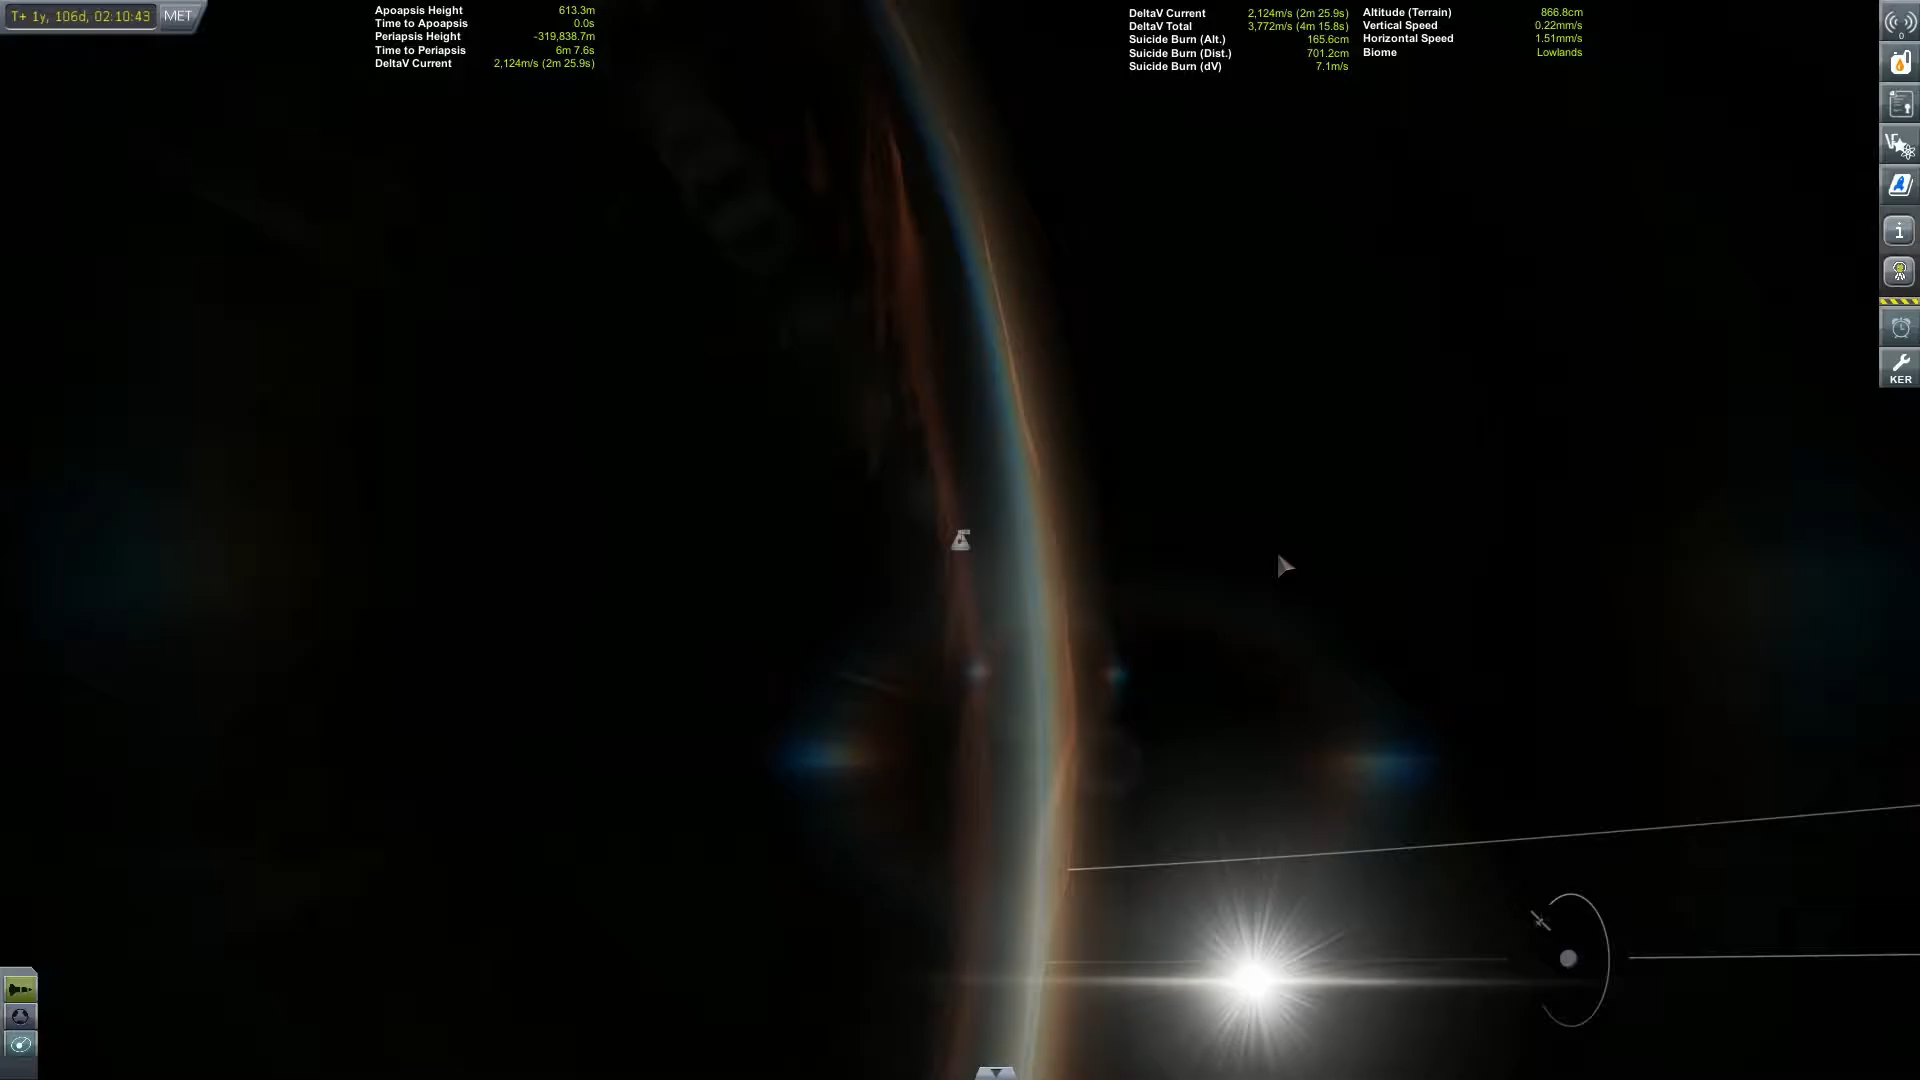 T+ 1y, 106d, 02:10:43 MET
Apoapsis Height 613.3m
Time to Apoapsis 0.0s
Periapsis Height -319,838.7m
Time to Periapsis 6m 7.6s
DeltaV Current 2,124m/s (2m 25.9s)
DeltaV Current 2,124m/s (2m 25.9s)
DeltaV Total 3,772m/s (4m 15.8s)
Suicide Burn (Alt.) 165.6cm
Suicide Burn (Dist.) 701.2cm
Suicide Burn (dV) 7.1m/s
Altitude (Terrain) 866.8cm
Vertical Speed 0.22mm/s
Horizontal Speed 1.51mm/s
Biome Lowlands
0
i
KER